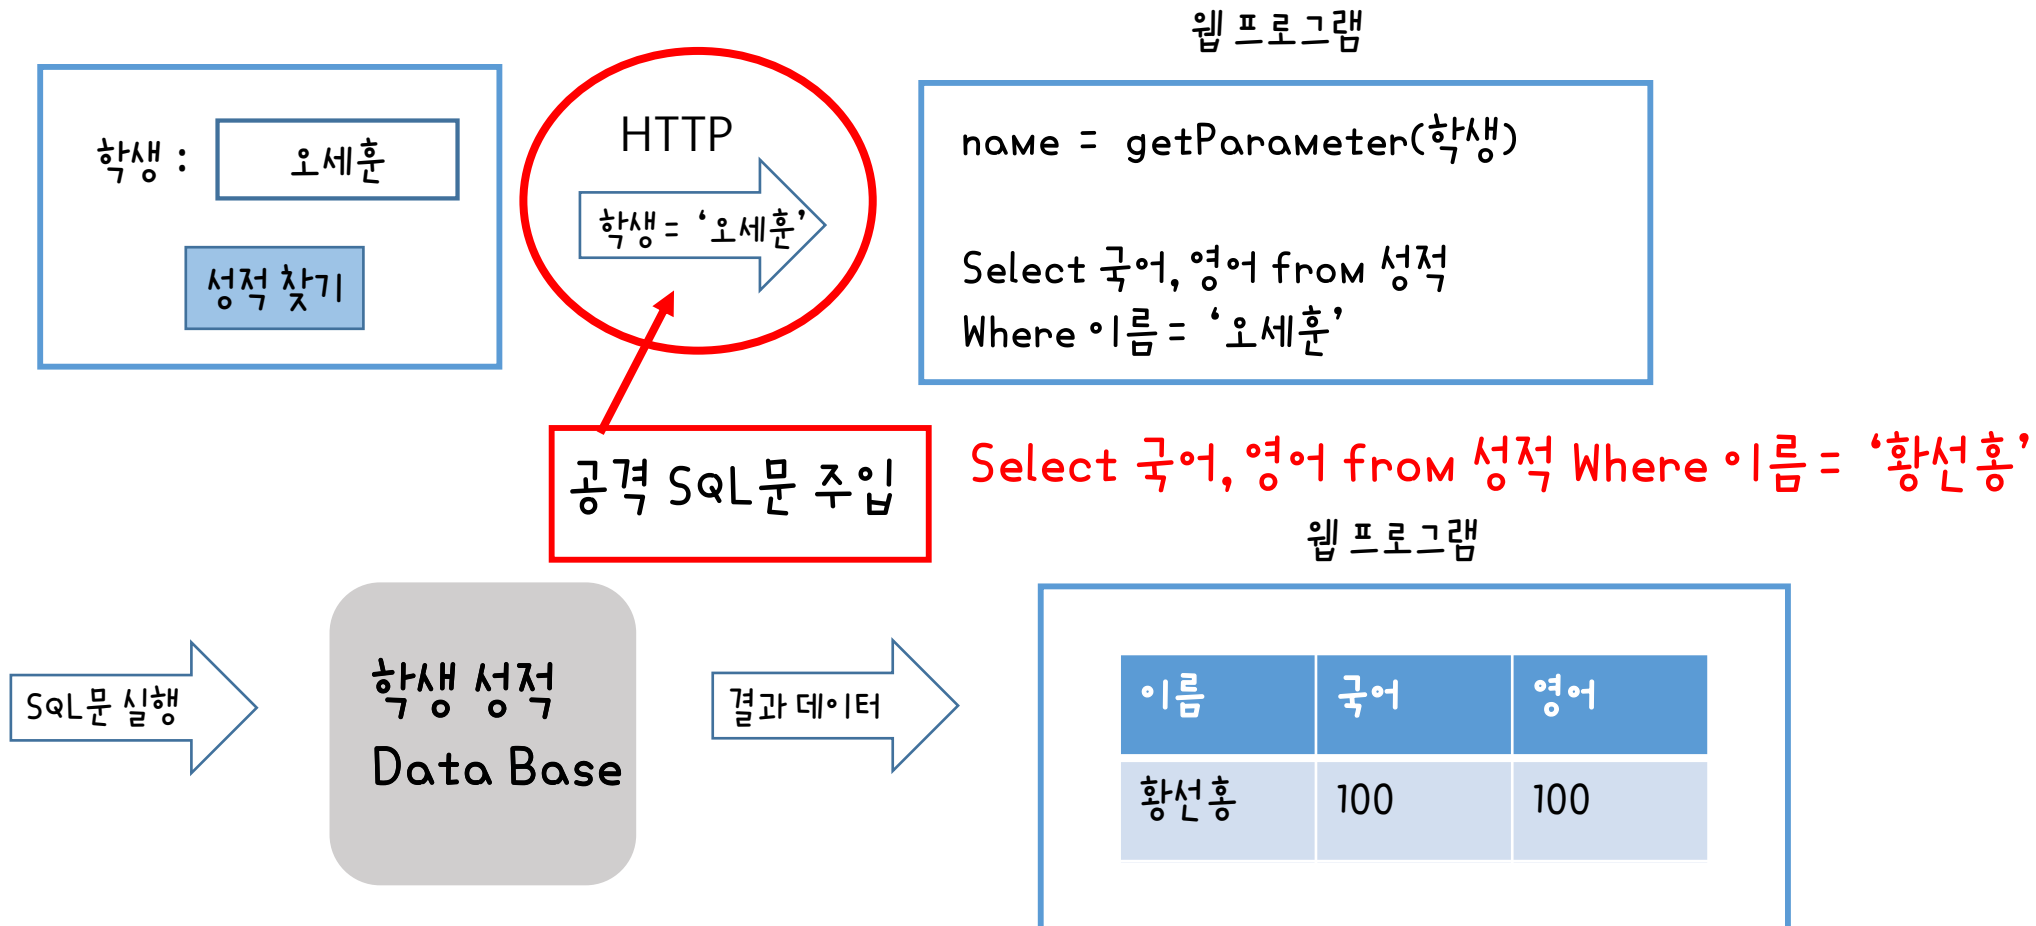 웹 프로그램
학생 : 오세훈
성적 찾기
HTTP
학생 = ‘오세훈’
name = getParameter(학생)
Select 국어, 영어 from 성적
Where 이름 = ‘오세훈’
공격 SQL문 주입
Select 국어, 영어 from 성적 Where 이름 = ‘황선홍’
웹 프로그램
SQL문 실행
학생 성적
Data Base
결과 데이터
이름 국어 영어
황선홍 100 100